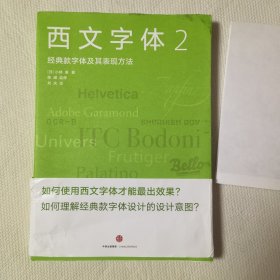 西文字体 2
经典款字体及其表现方法
Helvetica
Adobe Garamond
OCR-B
Univers
ITC Bodoni
Frutiger
Palatino
Bello
如何使用西文字体才能最出效果？
如何理解经典款字体设计的设计意图？